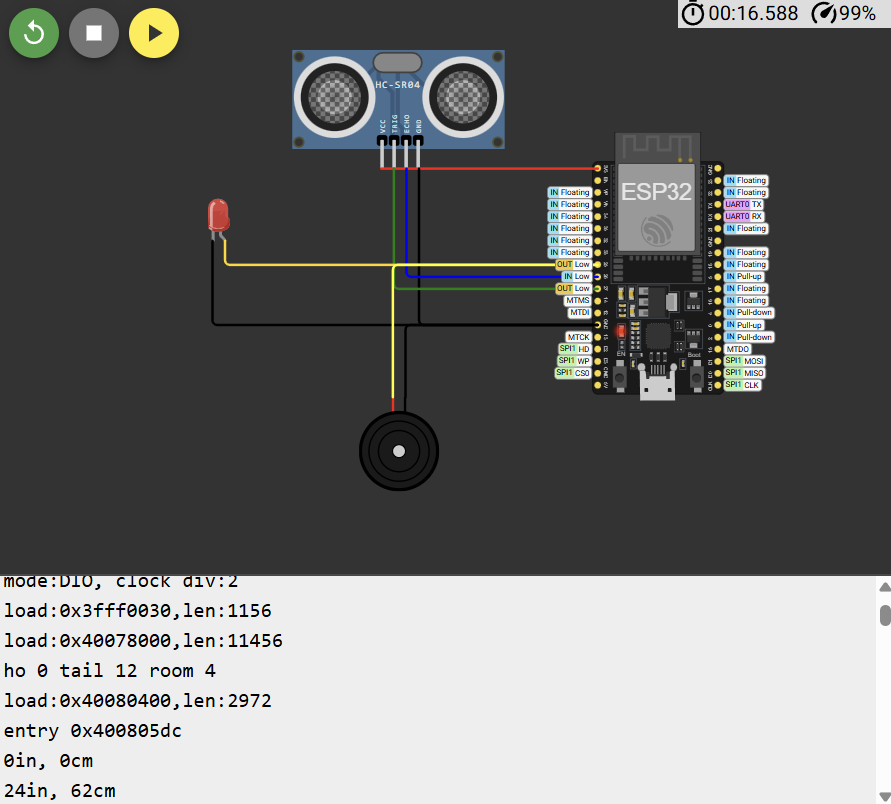 00:16.588 99%
HC-SR04
VCC
TRIG
ECHO
GND
ESP32
IN Floating
IN Floating
IN Floating
IN Floating
IN Floating
IN Floating
OUT Low
IN Low
OUT Low
MTMS
MTDI
MTCK
SPI1 HD
SPI1 WP
SPI1 CS0
IN Floating
IN Floating
UART0 TX
UART0 RX
IN Floating
IN Floating
IN Floating
IN Pull-up
IN Floating
IN Floating
IN Pull-down
IN Pull-up
IN Pull-down
MTDO
SPI1 MOSI
SPI1 MISO
SPI1 CLK
EN
Boot
mode:DIO, clock div:2
load:0x3fff0030,len:1156
load:0x40078000,len:11456
ho 0 tail 12 room 4
load:0x40080400,len:2972
entry 0x400805dc
0in, 0cm
24in, 62cm